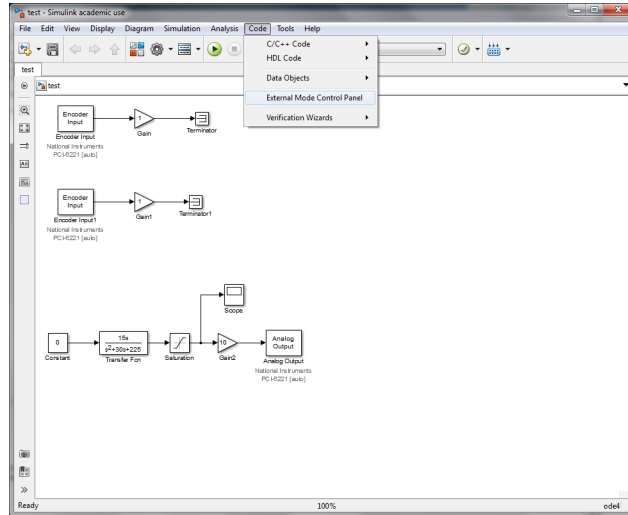 test - Simulink academic use
File Edit View Display Diagram Simulation Analysis Code Tools Help
C/C++ Code
HDL Code
Data Objects
External Mode Control Panel
Verification Wizards
test
test
Encoder
Input
Encoder Input
National Instruments
PCI-6221 [auto]
1
Gain
Terminator
Encoder
Input
Encoder Input1
National Instruments
PCI-6221 [auto]
1
Gain1
Terminator1
Scope
0
Constant
15s
s²+30s+225
Transfer Fcn
Saturation
10
Gain2
Analog
Output
Analog Output
National Instruments
PCI-6221 [auto]
Ready 100% ode4